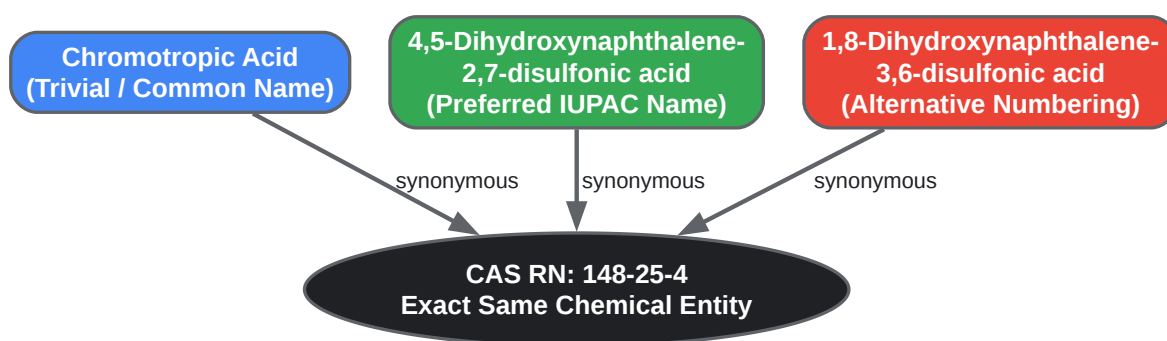 Chromotropic Acid
(Trivial / Common Name)
4,5-Dihydroxynaphthalene-
2,7-disulfonic acid
(Preferred IUPAC Name)
1,8-Dihydroxynaphthalene-
3,6-disulfonic acid
(Alternative Numbering)
synonymous
synonymous
synonymous
CAS RN: 148-25-4
Exact Same Chemical Entity